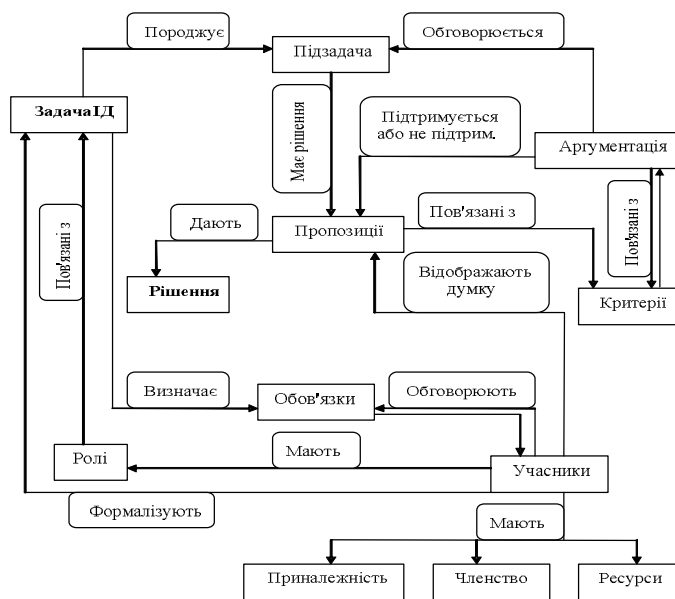 Породжує
Підзадача
Обговорюється
Задача ІД
Має рішення
Підтримується
або не підтрим.
Аргументація
Пов'язані з
Дають
Пропозиції
Пов'язані з
Пов'язані з
Рішення
Відображають
думку
Критерії
Визначає
Обов'язки
Обговорюють
Ролі
Мають
Учасники
Формалізують
Мають
Приналежність
Членство
Ресурси